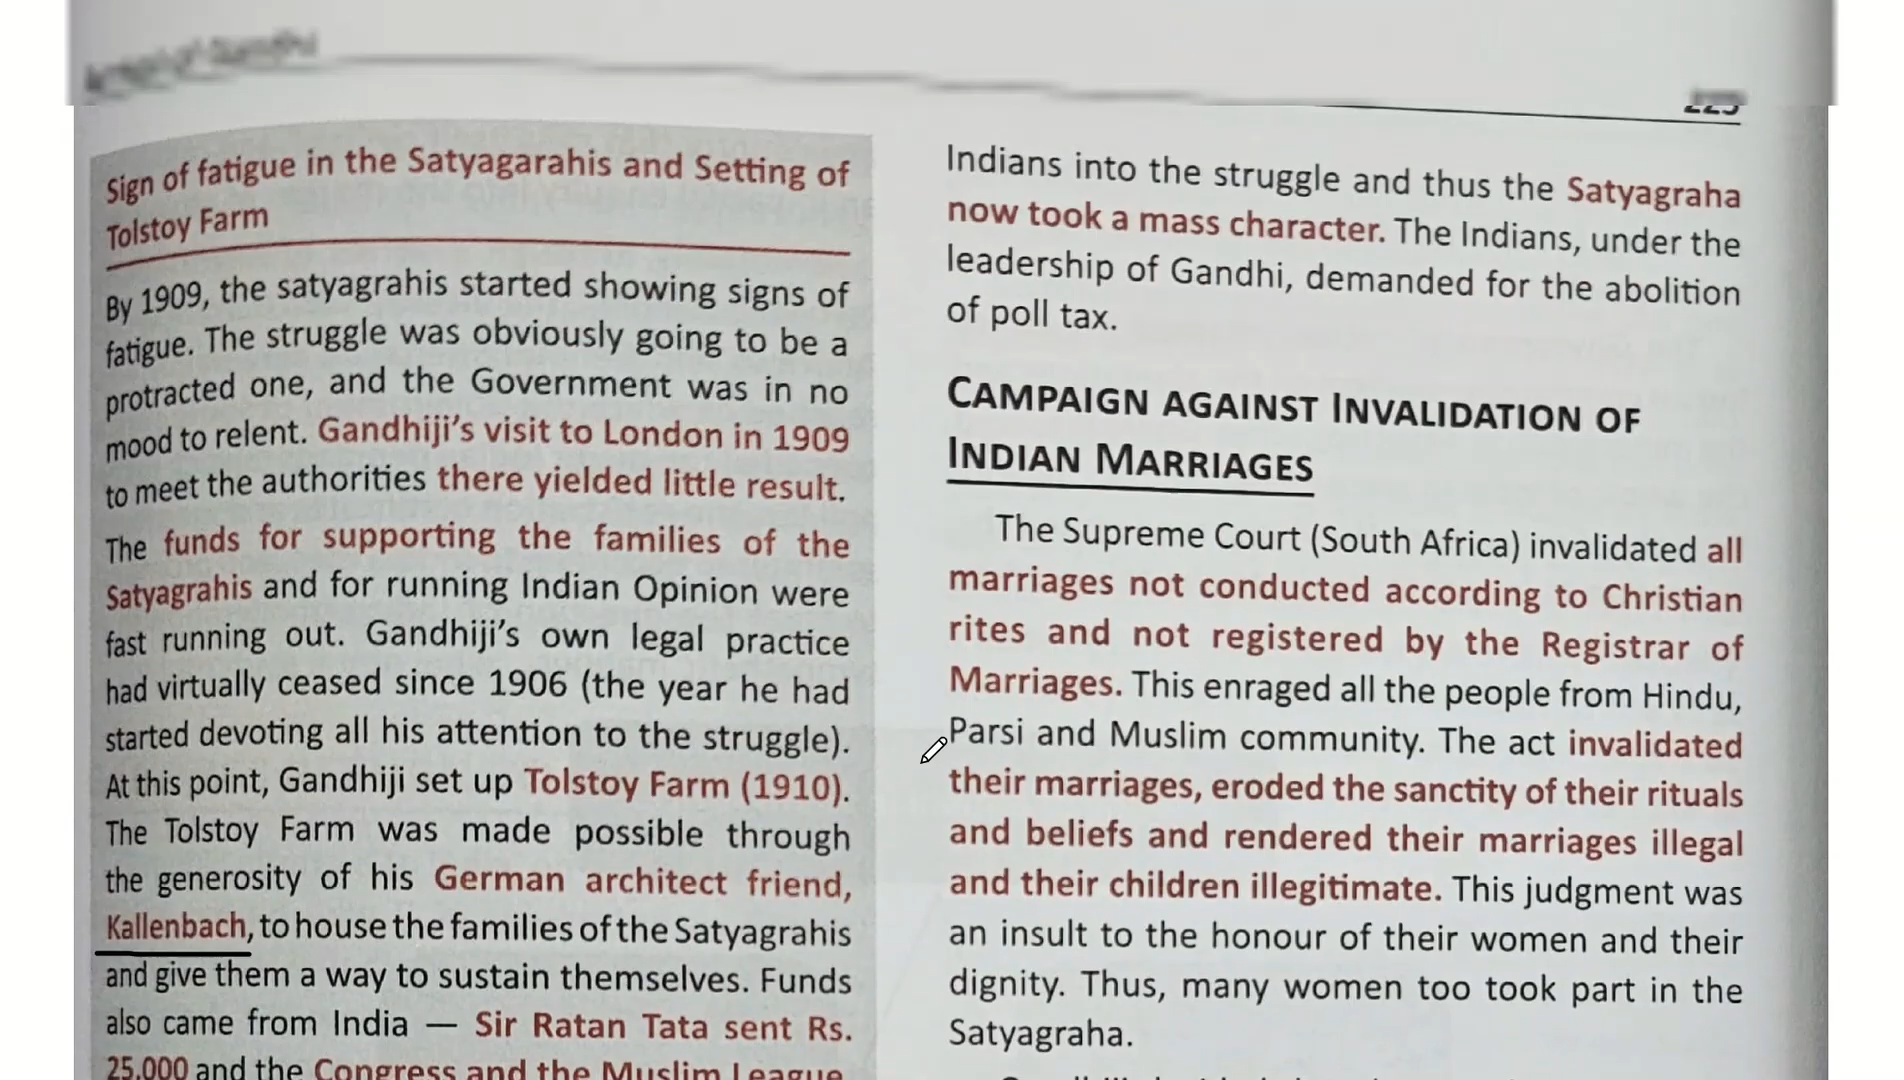 Sign of fatigue in the Satyagarahis and Setting of
Tolstoy Farm
By 1909, the satyagrahis started showing signs of
fatigue. The struggle was obviously going to be a
protracted one, and the Government was in no
mood to relent. Gandhiji's visit to London in 1909
to meet the authorities there yielded little result.
The funds for supporting the families of the
Satyagrahis and for running Indian Opinion were
fast running out. Gandhiji's own legal practice
had virtually ceased since 1906 (the year he had
started devoting all his attention to the struggle).
At this point, Gandhiji set up Tolstoy Farm (1910).
The Tolstoy Farm was made possible through
the generosity of his German architect friend,
Kallenbach, to house the families of the Satyagrahis
and give them a way to sustain themselves. Funds
also came from India — Sir Ratan Tata sent Rs.
25,000 and the Congress and the Muslim League,
Indians into the struggle and thus the Satyagraha
now took a mass character. The Indians, under the
leadership of Gandhi, demanded for the abolition
of poll tax.
CAMPAIGN AGAINST INVALIDATION OF
INDIAN MARRIAGES
The Supreme Court (South Africa) invalidated all
marriages not conducted according to Christian
rites and not registered by the Registrar of
Marriages. This enraged all the people from Hindu,
Parsi and Muslim community. The act invalidated
their marriages, eroded the sanctity of their rituals
and beliefs and rendered their marriages illegal
and their children illegitimate. This judgment was
an insult to the honour of their women and their
dignity. Thus, many women too took part in the
Satyagraha.